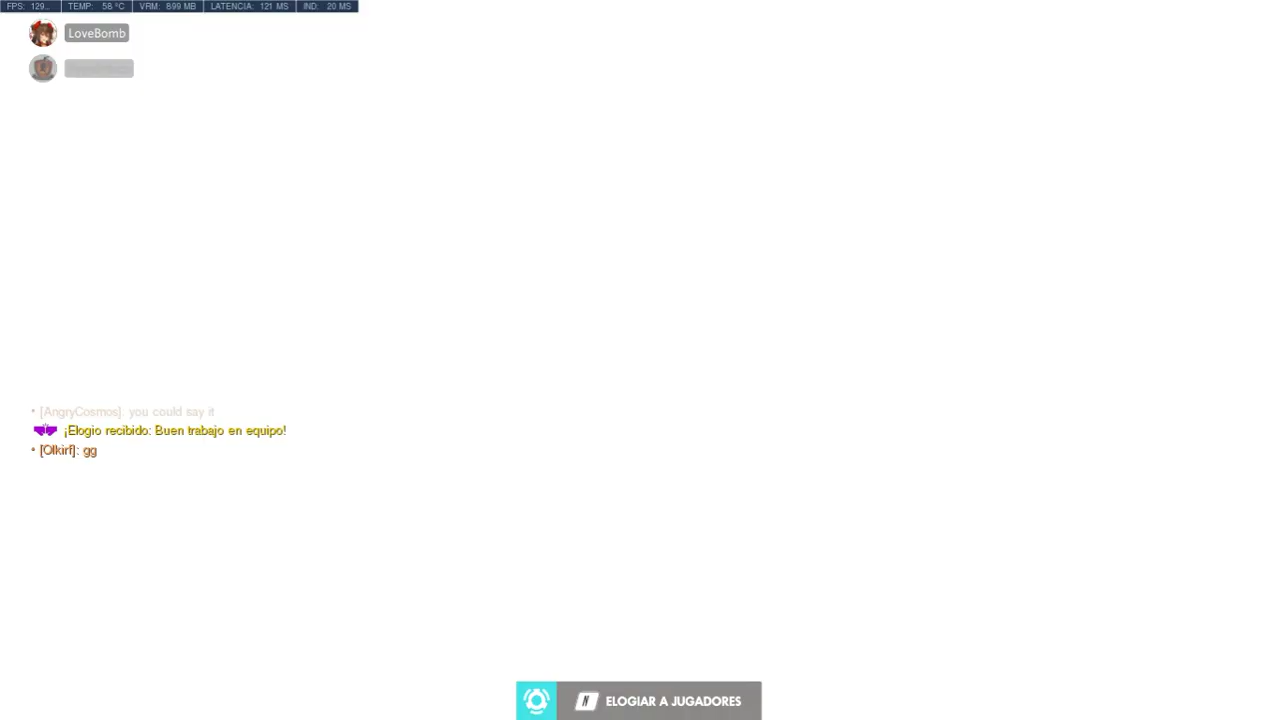 FPS: 129... TEMP: 58 °C VRM: 899 MB LATENCIA: 121 MS IND: 20 MS
LoveBomb
• [AngryCosmos]: you could say it
¡Elogio recibido: Buen trabajo en equipo!
• [Olkirf]: gg
N ELOGIAR A JUGADORES